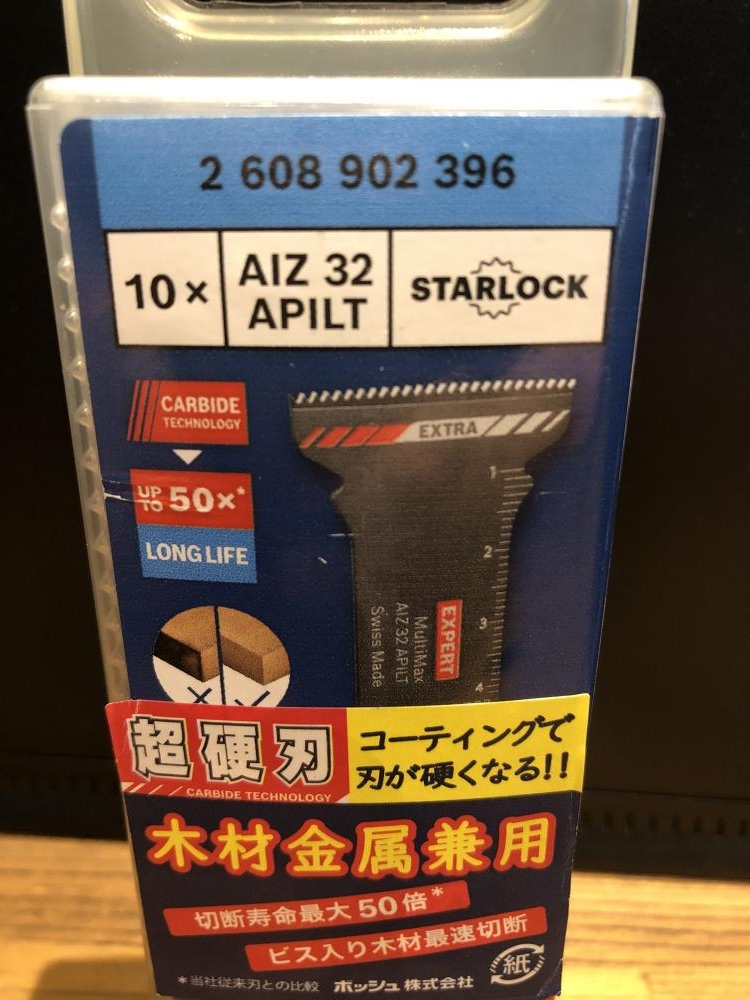 2 608 902 396
10×
AIZ 32
APILT
STARLOCK
CARBIDE
TECHNOLOGY
UP TO 50×*
LONG LIFE
EXTRA
1
2
3
4
EXPERT
MultiMax
AIZ 32 APILT
Swiss Made
超硬刃
CARBIDE TECHNOLOGY
コーティングで
刃が硬くなる!!
木材金属兼用
切断寿命最大50倍*
ビス入り木材最速切断
*当社従来刃との比較 ボッシュ株式会社
紙